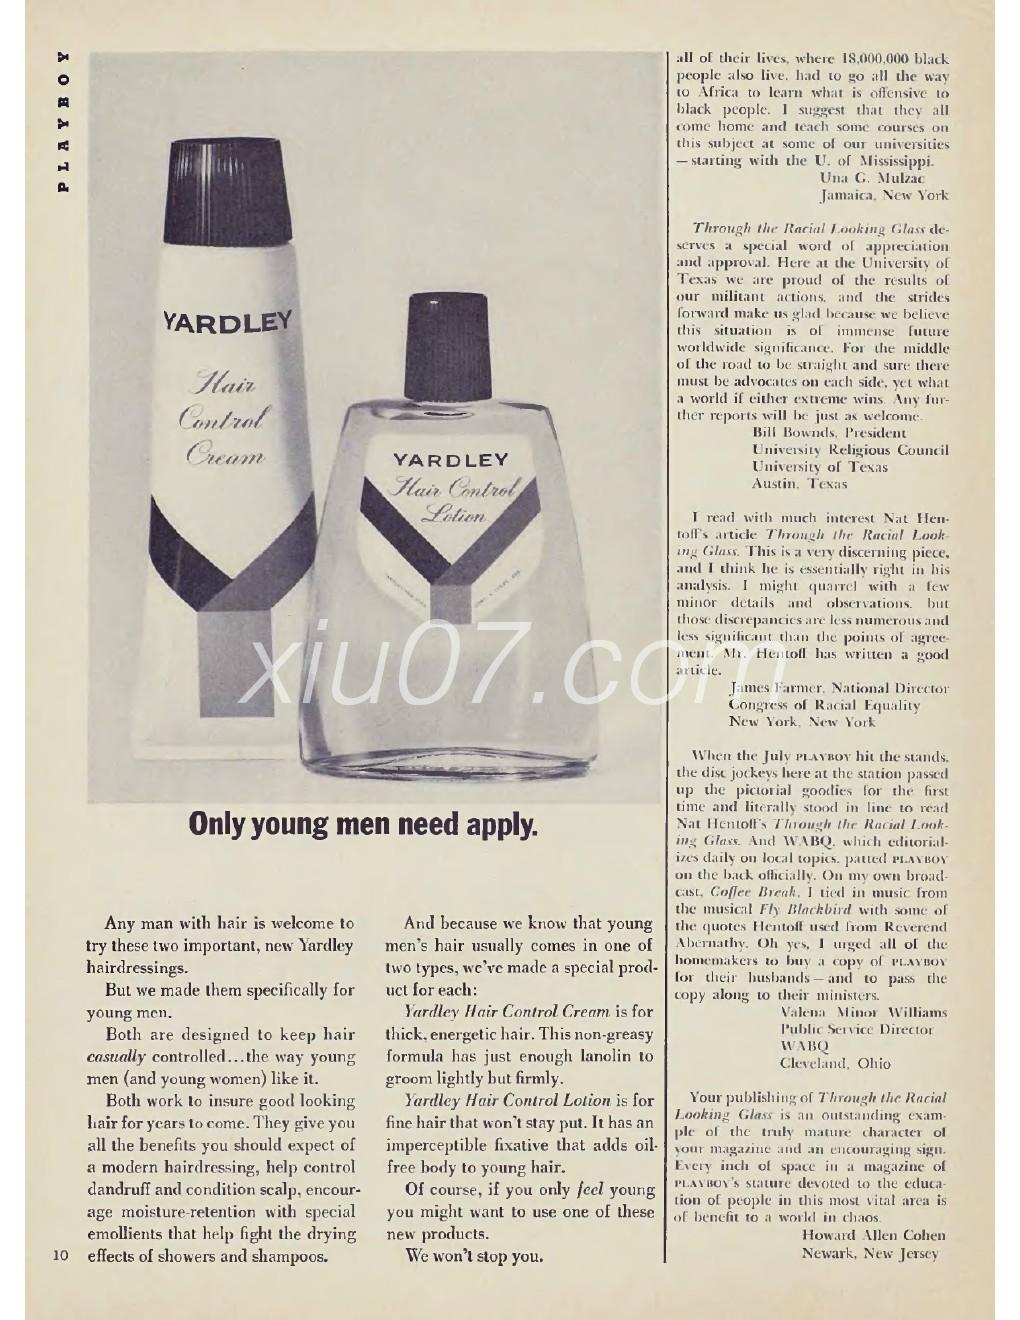 PLAYBOY
YARDLEY
Hair
Control
Cream
YARDLEY
Hair Control
Lotion
Only young men need apply.
Any man with hair is welcome to
try these two important, new Yardley
hairdressings.
But we made them specifically for
young men.
Both are designed to keep hair
casually controlled...the way young
men (and young women) like it.
Both work to insure good looking
hair for years to come. They give you
all the benefits you should expect of
a modern hairdressing, help control
dandruff and condition scalp, encour-
age moisture-retention with special
emollients that help fight the drying
effects of showers and shampoos.
And because we know that young
men's hair usually comes in one of
two types, we've made a special prod-
uct for each:
Yardley Hair Control Cream is for
thick, energetic hair. This non-greasy
formula has just enough lanolin to
groom lightly but firmly.
Yardley Hair Control Lotion is for
fine hair that won't stay put. It has an
imperceptible fixative that adds oil-
free body to young hair.
Of course, if you only feel young
you might want to use one of these
new products.
We won't stop you.
all of their lives, where 18,000,000 black
people also live, had to go all the way
to Africa to learn what is offensive to
black people. I suggest that they all
come home and teach some courses on
this subject at some of our universities
—starting with the U. of Mississippi.
Una G. Mulzac
Jamaica, New York
Through the Racial Looking Glass de-
serves a special word of appreciation
and approval. Here at the University of
Texas we are proud of the results of
our militant actions, and the strides
forward make us glad because we believe
this situation is of immense future
worldwide significance. For the middle
of the road to be straight and sure there
must be advocates on each side, yet what
a world if either extreme wins. Any fur-
ther reports will be just as welcome.
Bill Bownds, President
University Religious Council
University of Texas
Austin, Texas
I read with much interest Nat Hen-
toff's article Through the Racial Look-
ing Glass. This is a very discerning piece,
and I think he is essentially right in his
analysis. I might quarrel with a few
minor details and observations, but
those discrepancies are less numerous and
less significant than the points of agree-
ment. Mr. Hentoff has written a good
article.
James Farmer, National Director
Congress of Racial Equality
New York, New York
When the July PLAYBOY hit the stands,
the disc jockeys here at the station passed
up the pictorial goodies for the first
time and literally stood in line to read
Nat Hentoff's Through the Racial Look-
ing Glass. And WABQ, which editorial-
izes daily on local topics, patted PLAYBOY
on the back officially. On my own broad-
cast, Coffee Break, I tied in music from
the musical Fly Blackbird with some of
the quotes Hentoff used from Reverend
Abernathy. Oh yes, I urged all of the
homemakers to buy a copy of PLAYBOY
for their husbands—and to pass the
copy along to their ministers.
Valena Minor Williams
Public Service Director
WABQ
Cleveland, Ohio
Your publishing of Through the Racial
Looking Glass is an outstanding exam-
ple of the truly mature character of
your magazine and an encouraging sign.
Every inch of space in a magazine of
PLAYBOY's stature devoted to the educa-
tion of people in this most vital area is
of benefit to a world in chaos.
Howard Allen Cohen
Newark, New Jersey
10
xiu07.com